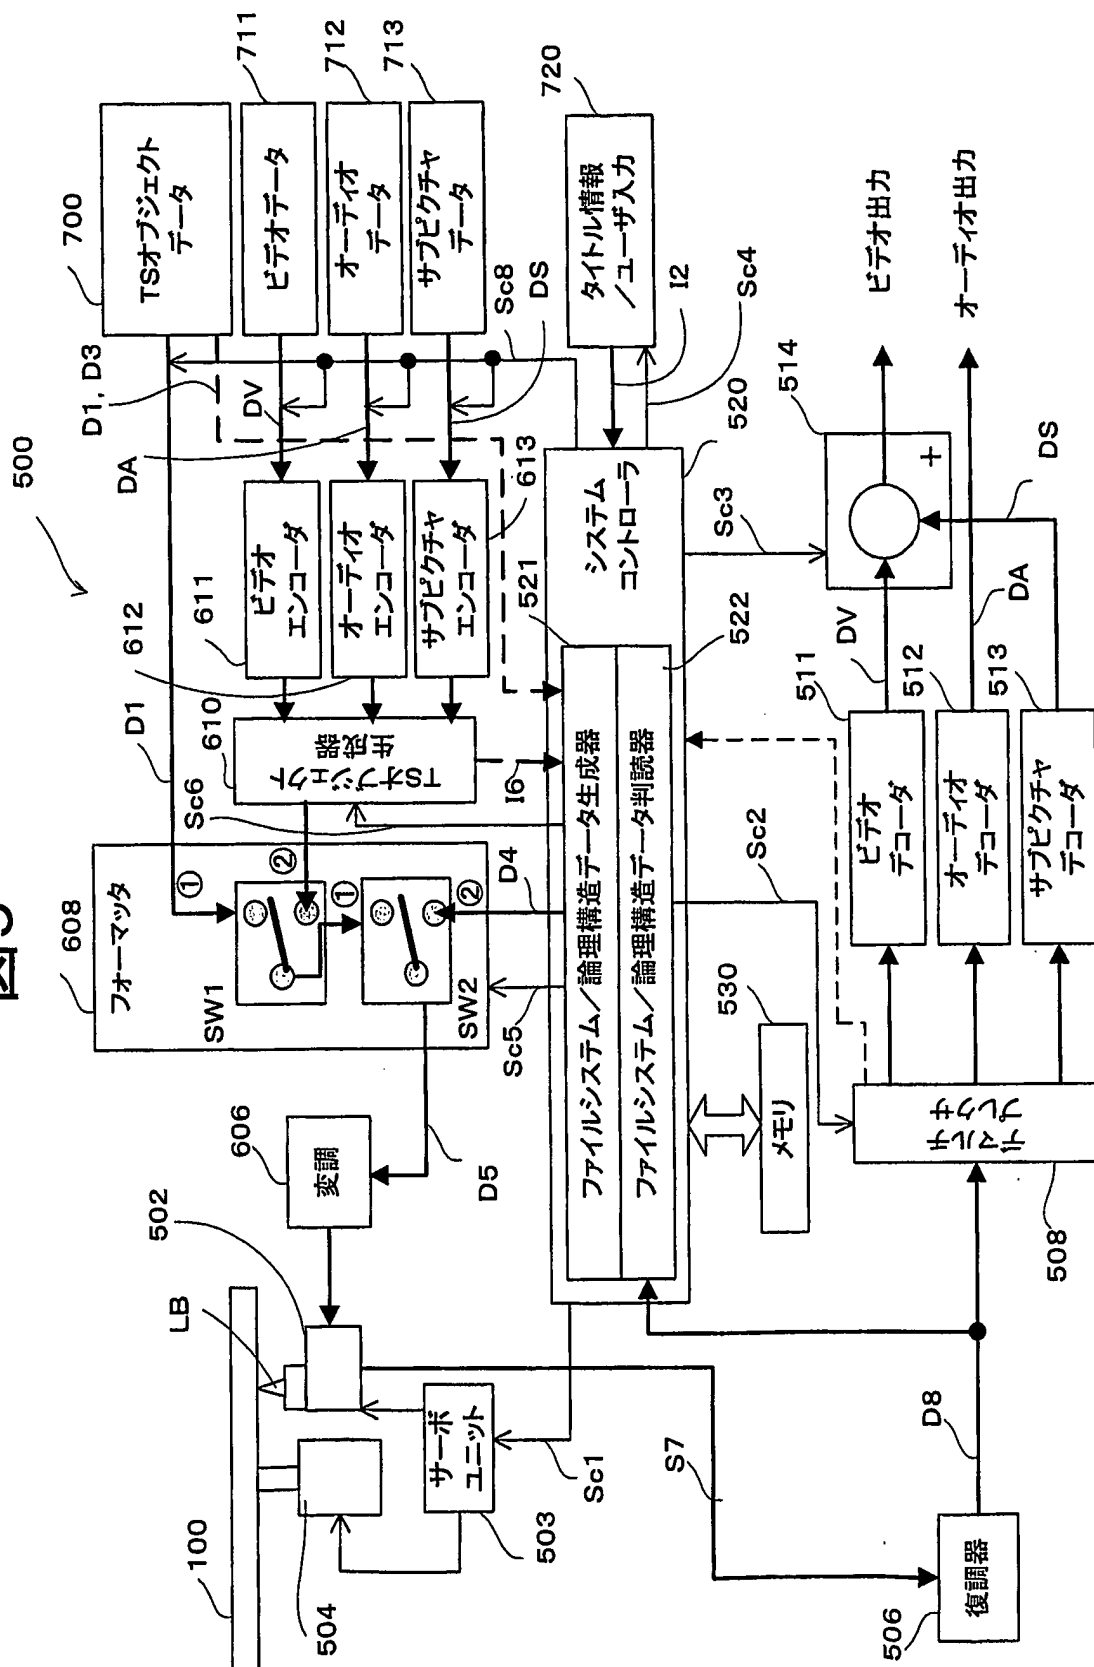 図5
500
100
LB
502
504
サーボ
ユニット
503
Sc1
606
変調
D5
608
フォーマッタ
SW1
SW2
①
②
①
②
Sc5
D4
D1
Sc6
610
TSオブジェクト
生成器
I6
612
611
ビデオ
エンコーダ
オーディオ
エンコーダ
サブピクチャ
エンコーダ
613
DA
DV
D1, D3
700
TSオブジェクト
データ
711
ビデオデータ
712
オーディオ
データ
713
サブピクチャ
データ
Sc8
DS
720
タイトル情報
/ユーザ入力
I2
Sc4
520
システム
コントローラ
521
ファイルシステム/論理構造データ生成器
522
ファイルシステム/論理構造データ判読器
530
メモリ
Sc2
Sc3
S7
506
復調器
D8
508
デマルチ
プレクサ
511
ビデオ
デコーダ
512
オーディオ
デコーダ
513
サブピクチャ
デコーダ
DV
DA
DS
514
+
ビデオ出力
オーディオ出力